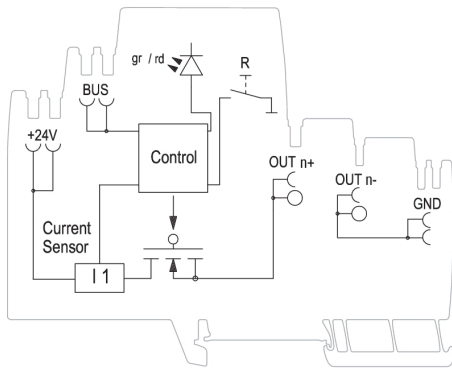 gr / rd
R
BUS
+24V
Control
OUT n+
OUT n-
GND
Current
Sensor
I 1